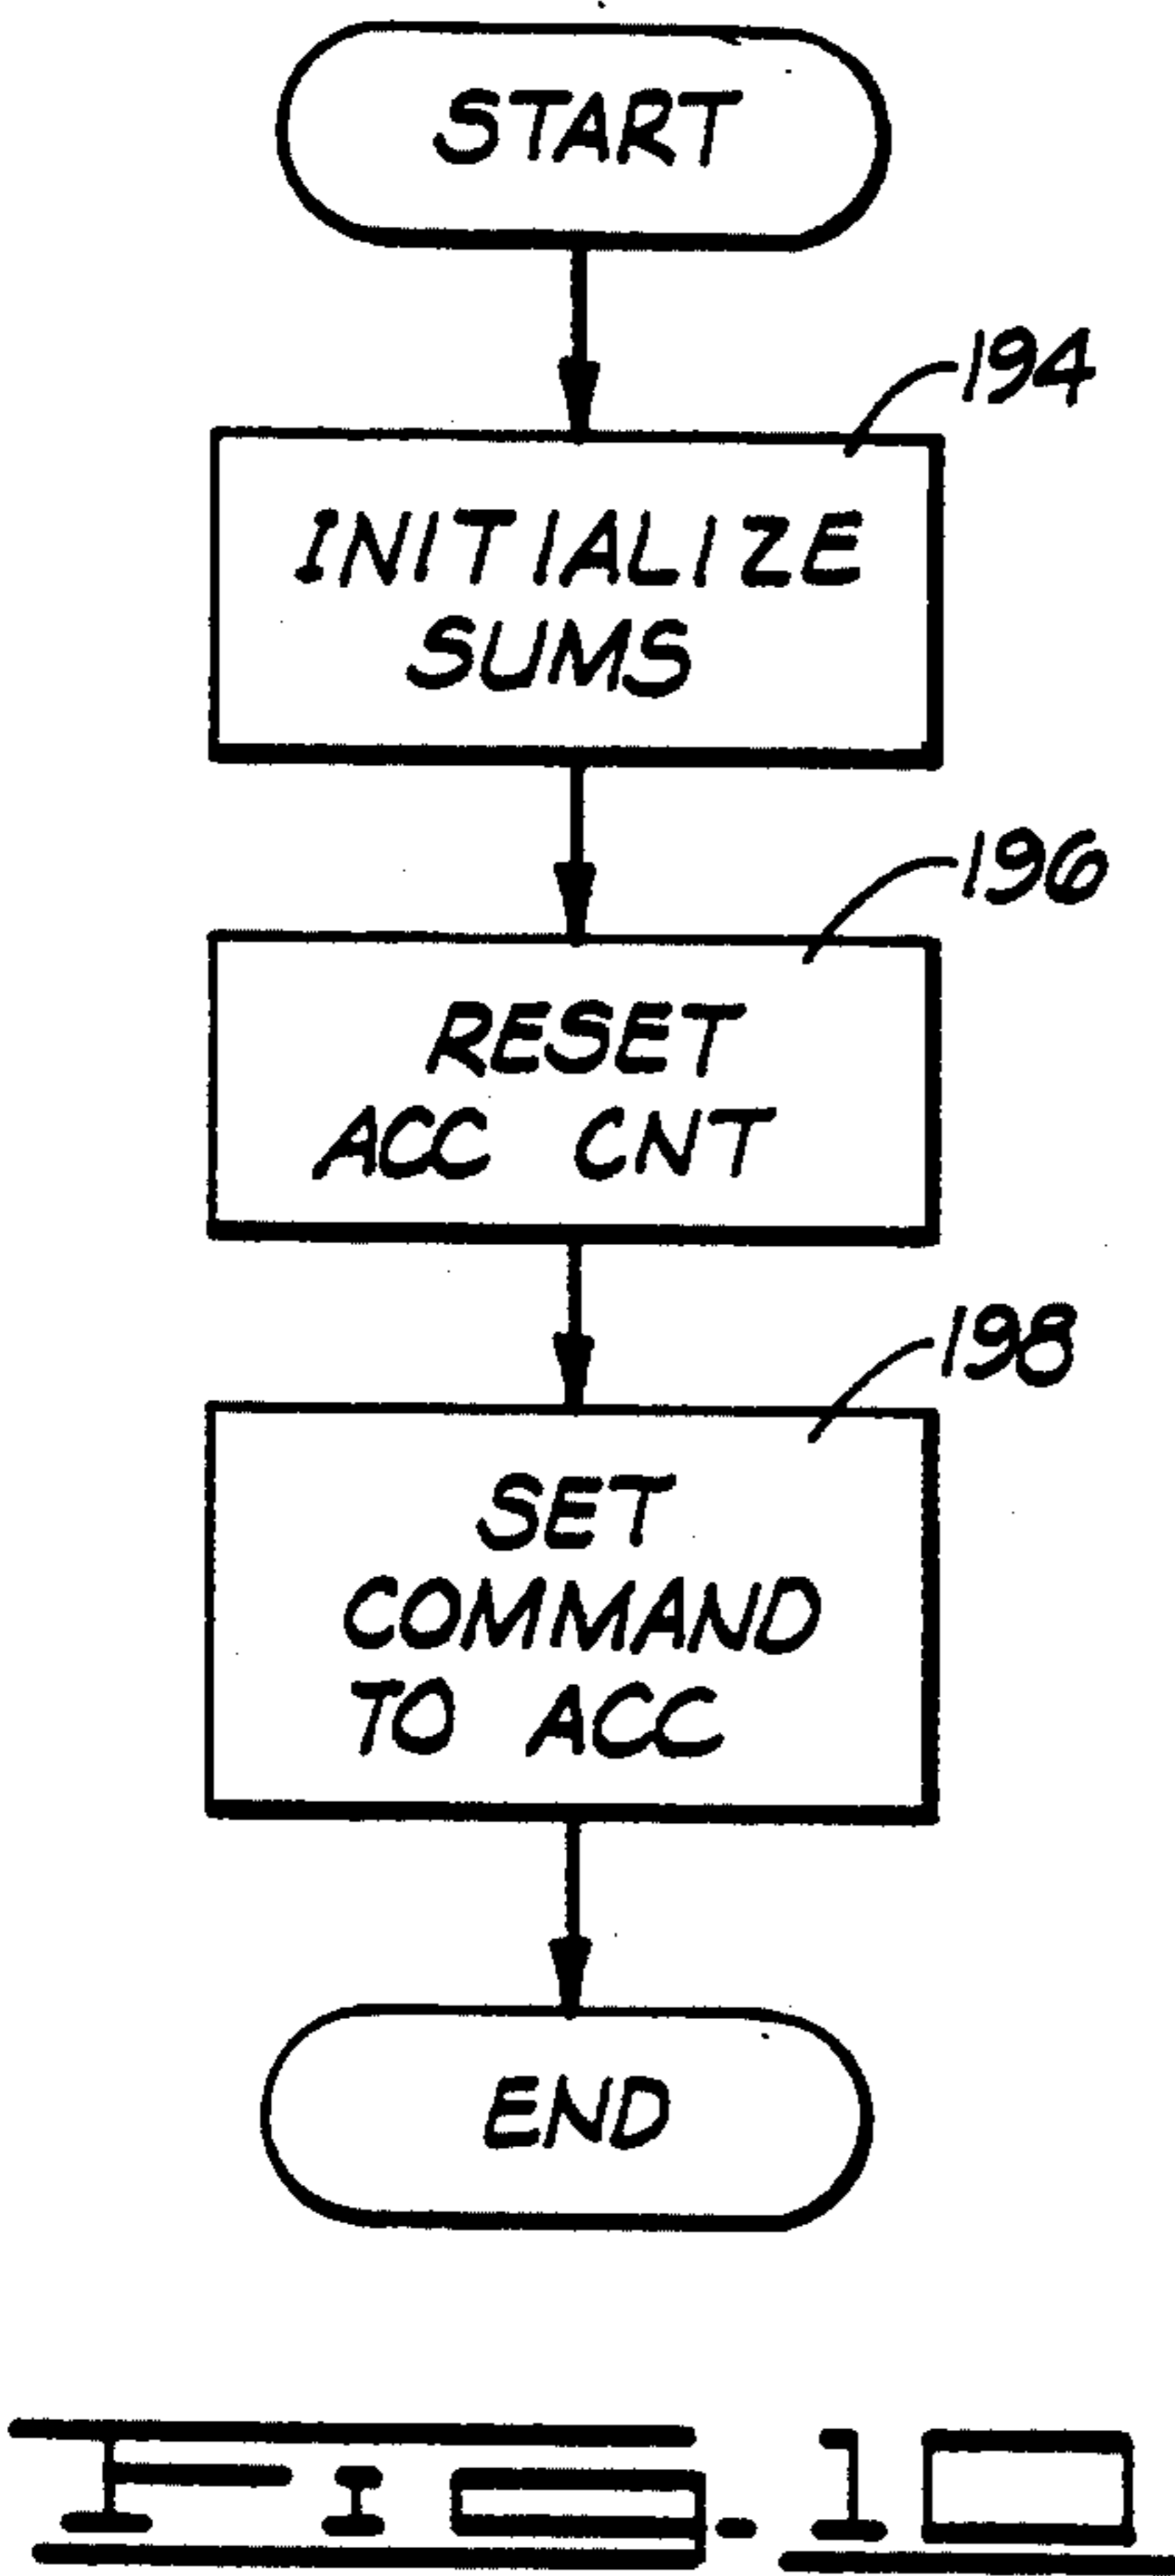 START
194
INITIALIZE
SUMS
196
RESET
ACC CNT
198
SET
COMMAND
TO ACC
END
Fig-10